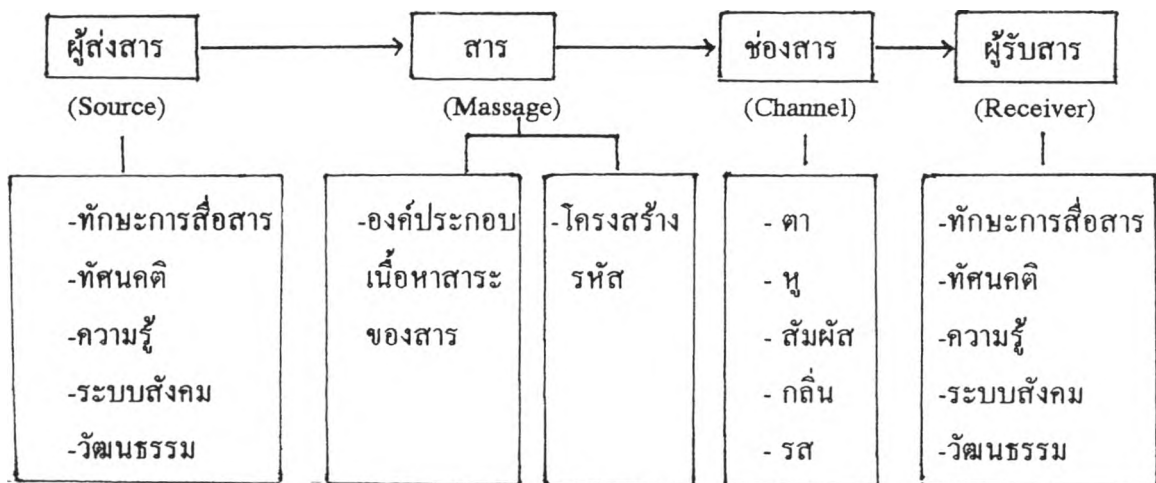 ผู้ส่งสาร
สาร
ช่องสาร
ผู้รับสาร
(Source)
(Massage)
(Channel)
(Receiver)
-ทักษะการสื่อสาร
-ทัศนคติ
-ความรู้
-ระบบสังคม
-วัฒนธรรม
-องค์ประกอบ
เนื้อหาสาระ
ของสาร
-โครงสร้าง
รหัส
- ตา
- หู
- สัมผัส
- กลิ่น
- รส
-ทักษะการสื่อสาร
-ทัศนคติ
-ความรู้
-ระบบสังคม
-วัฒนธรรม